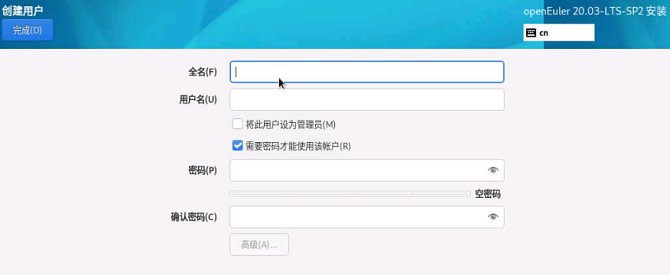 创建用户
openEuler 20.03-LTS-SP2 安装
完成(D)
cn
全名(F)
用户名(U)
将此用户设为管理员(M)
需要密码才能使用该帐户(R)
密码(P)
空密码
确认密码(C)
高级(A)...